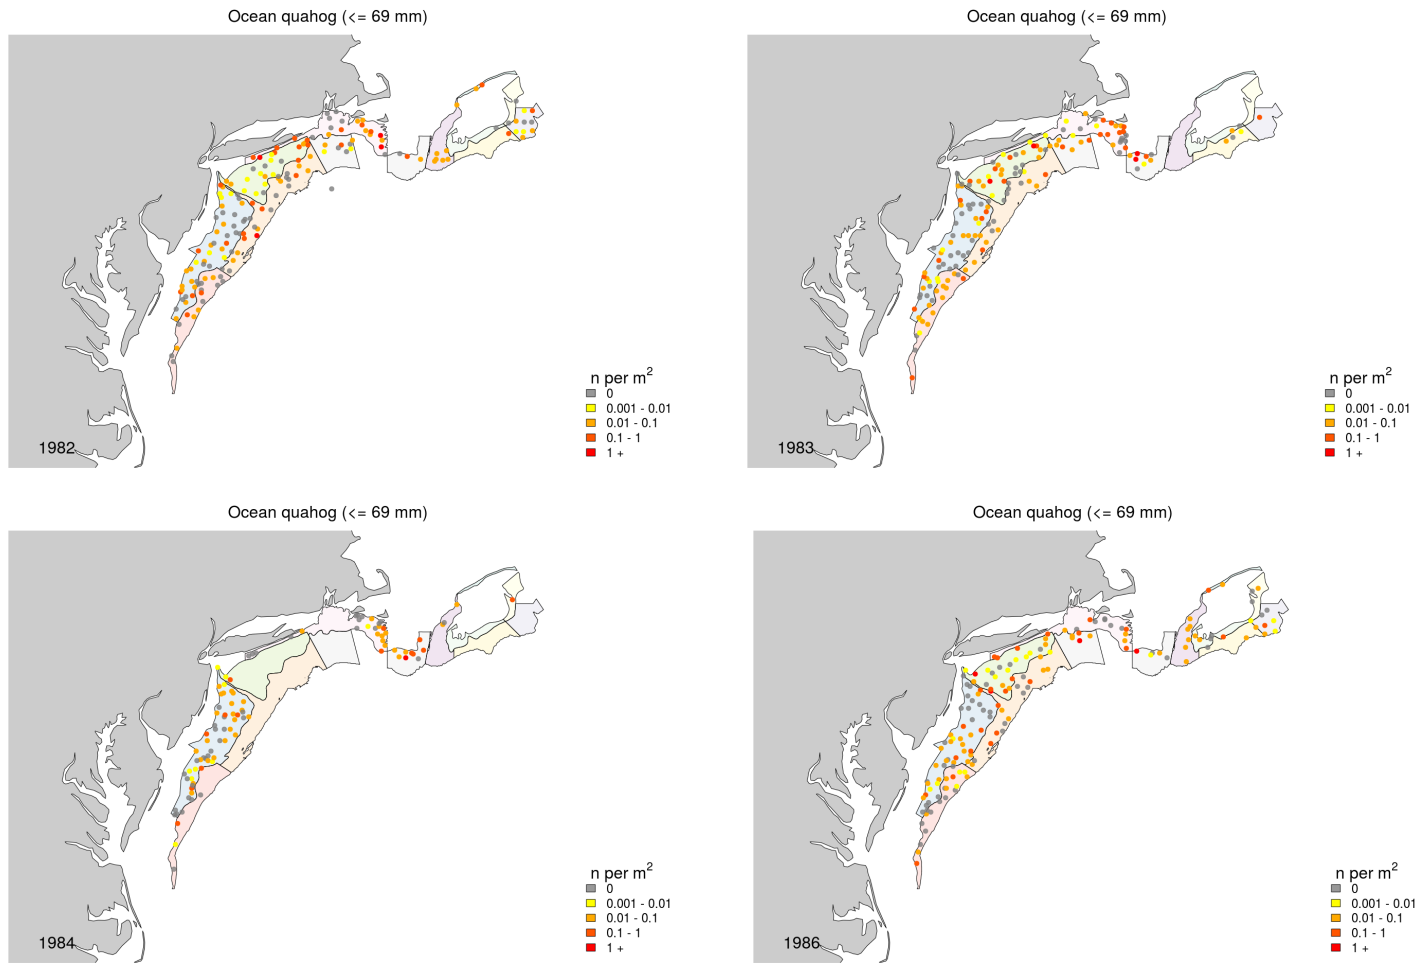 Ocean quahog (<= 69 mm)
n per m²
0
0.001 - 0.01
0.01 - 0.1
0.1 - 1
1 +
1982
Ocean quahog (<= 69 mm)
n per m²
0
0.001 - 0.01
0.01 - 0.1
0.1 - 1
1 +
1983
Ocean quahog (<= 69 mm)
n per m²
0
0.001 - 0.01
0.01 - 0.1
0.1 - 1
1 +
1984
Ocean quahog (<= 69 mm)
n per m²
0
0.001 - 0.01
0.01 - 0.1
0.1 - 1
1 +
1986